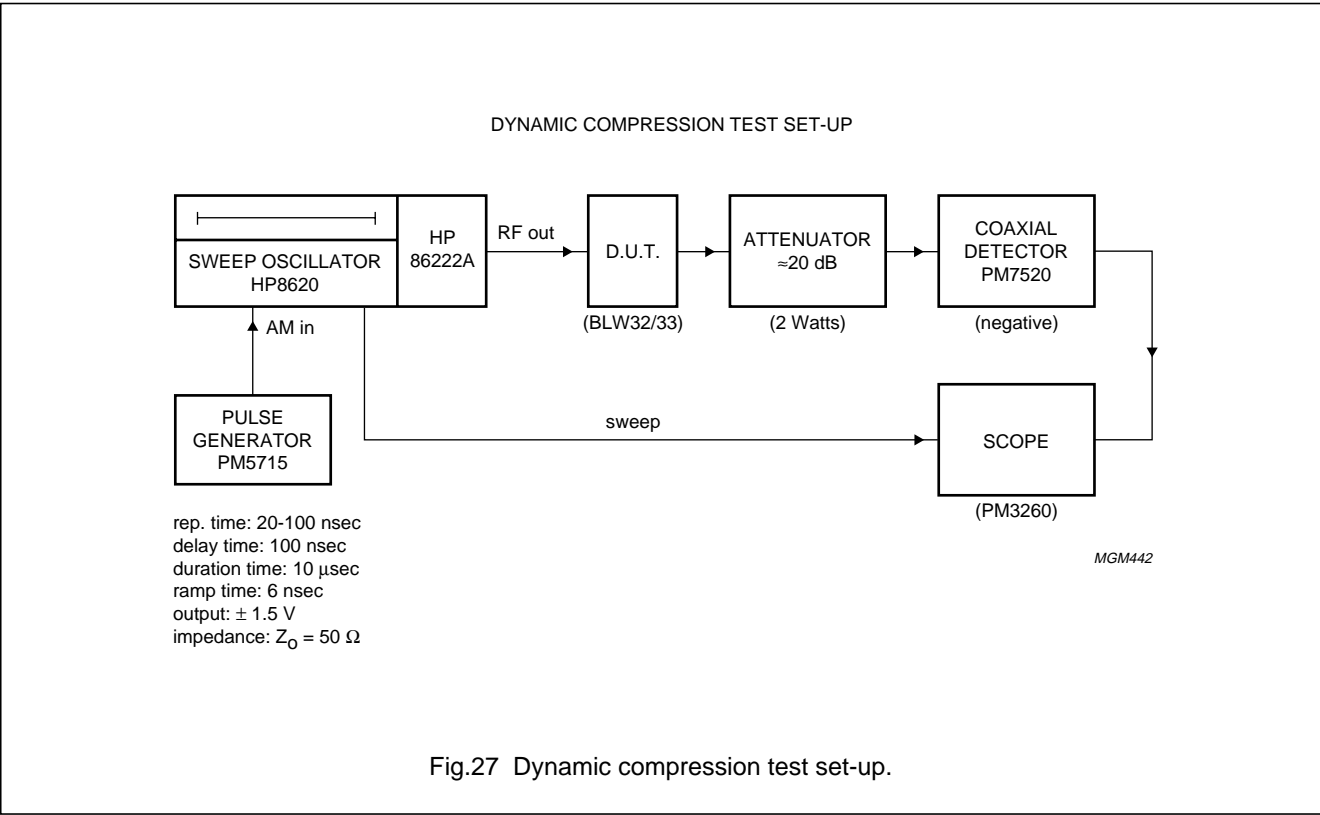 DYNAMIC COMPRESSION TEST SET-UP
SWEEP OSCILLATOR
HP8620
HP
86222A
RF out
D.U.T.
(BLW32/33)
ATTENUATOR
≈20 dB
(2 Watts)
COAXIAL
DETECTOR
PM7520
(negative)
AM in
PULSE
GENERATOR
PM5715
sweep
SCOPE
(PM3260)
rep. time: 20-100 nsec
delay time: 100 nsec
duration time: 10 μsec
ramp time: 6 nsec
output: ± 1.5 V
impedance: Zo = 50 Ω
MGM442
Fig.27 Dynamic compression test set-up.